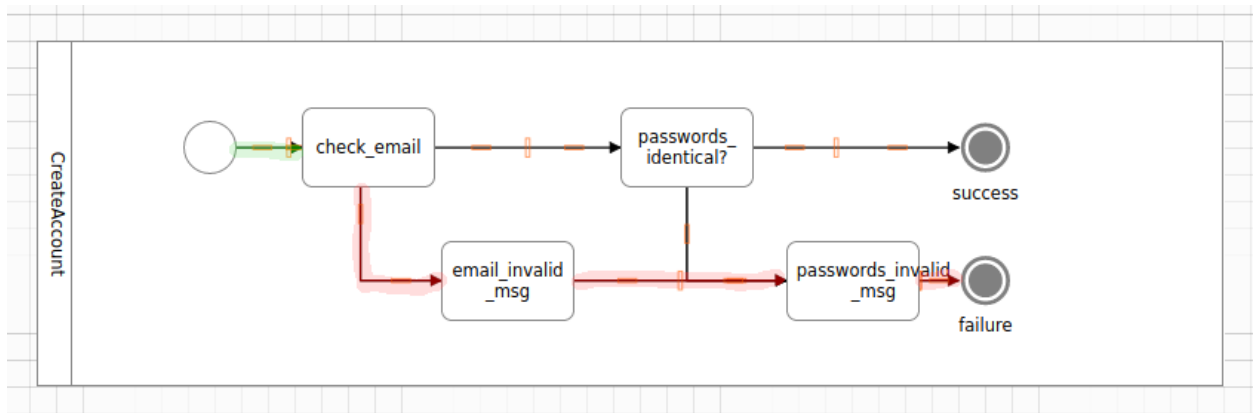 CreateAccount
check_email
passwords_
identical?
success
email_invalid
_msg
passwords_invalid
_msg
failure